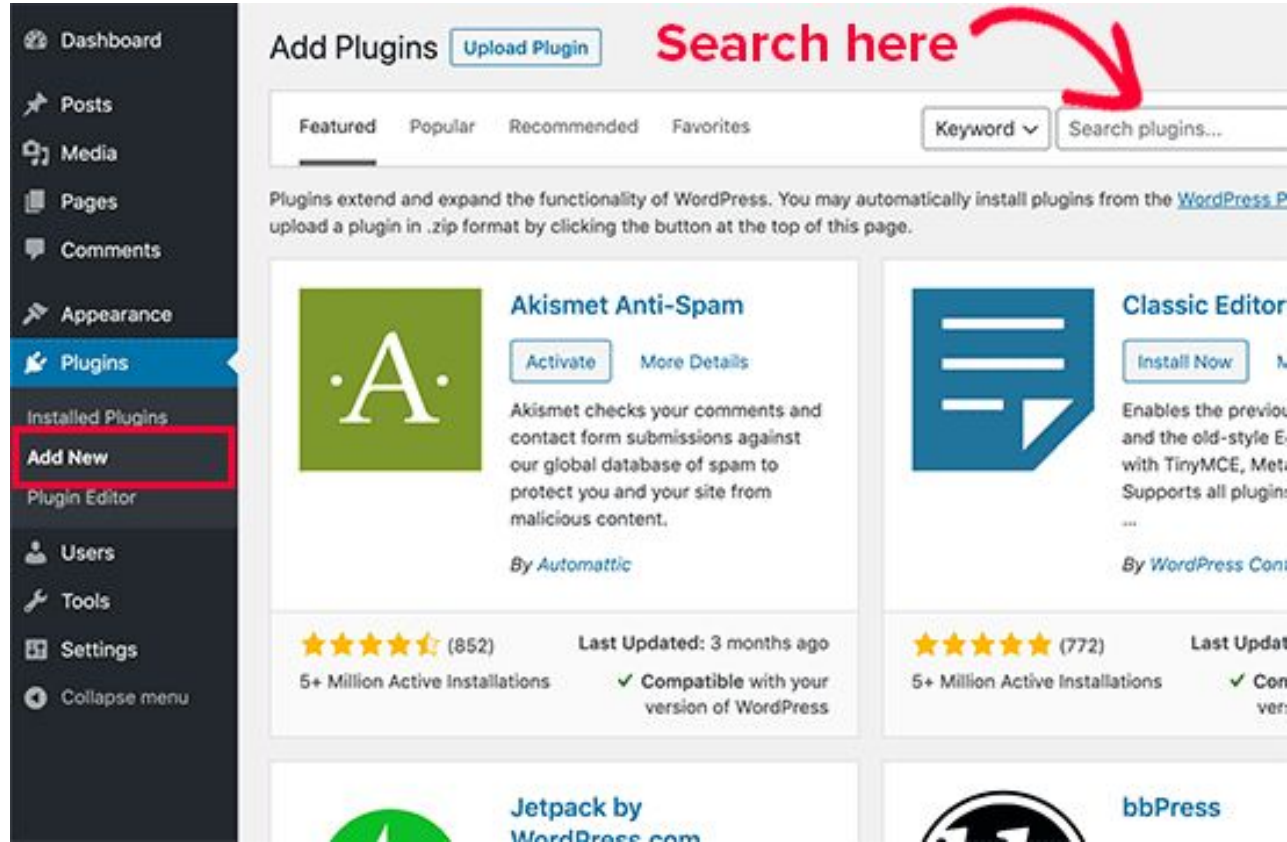 Dashboard
Posts
Media
Pages
Comments
Appearance
Plugins
Installed Plugins
Add New
Plugin Editor
Users
Tools
Settings
Collapse menu
Add Plugins Upload Plugin Search here
Featured Popular Recommended Favorites Keyword Search plugins...
Plugins extend and expand the functionality of WordPress. You may automatically install plugins from the WordPress P
upload a plugin in .zip format by clicking the button at the top of this page.
A
Akismet Anti-Spam
Activate More Details
Akismet checks your comments and
contact form submissions against
our global database of spam to
protect you and your site from
malicious content.
By Automattic
(852) Last Updated: 3 months ago
5+ Million Active Installations ✓ Compatible with your
version of WordPress
Classic Editor
Install Now M
Enables the previou
and the old-style E
with TinyMCE, Meta
Supports all plugins
...
By WordPress Cont
(772) Last Updat
5+ Million Active Installations ✓ Com
vers
Jetpack by
WordPress.com
bbPress